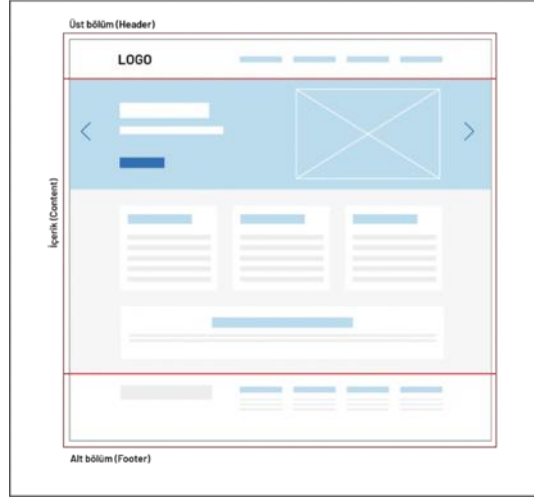 Üst bölüm (Header)
LOGO
İçerik (Content)
Alt bölüm (Footer)